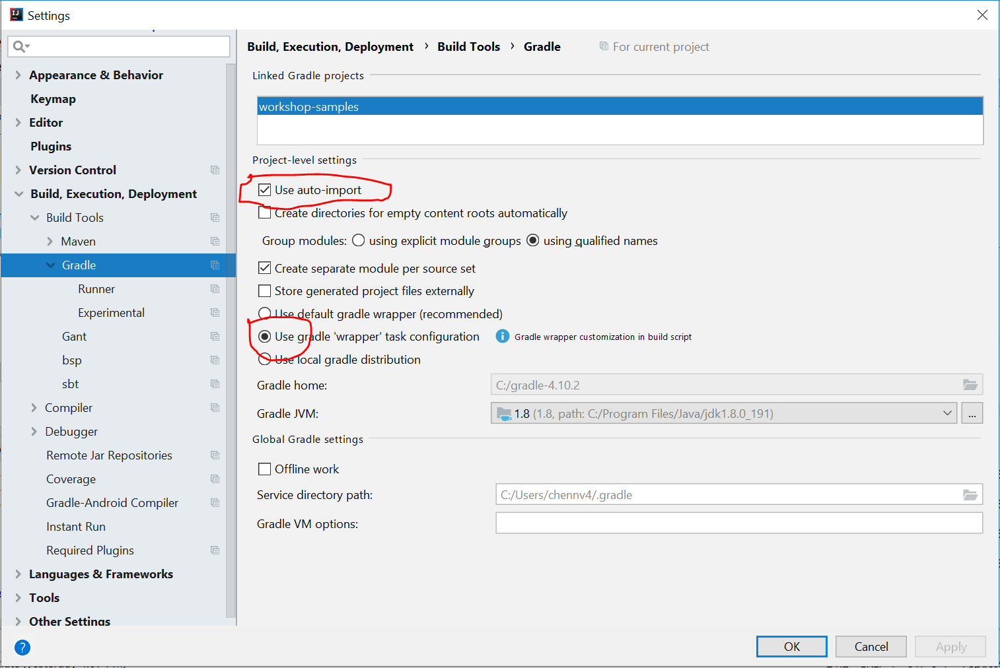 Settings
Appearance & Behavior
Keymap
Editor
Plugins
Version Control
Build, Execution, Deployment
Build Tools
Maven
Gradle
Runner
Experimental
Gant
bsp
sbt
Compiler
Debugger
Remote Jar Repositories
Coverage
Gradle-Android Compiler
Instant Run
Required Plugins
Languages & Frameworks
Tools
Other Settings
Build, Execution, Deployment › Build Tools › Gradle For current project
Linked Gradle projects
workshop-samples
Project-level settings
Use auto-import
Create directories for empty content roots automatically
Group modules: using explicit module groups using qualified names
Create separate module per source set
Store generated project files externally
Use default gradle wrapper (recommended)
Use gradle 'wrapper' task configuration Gradle wrapper customization in build script
Use local gradle distribution
Gradle home: C:/gradle-4.10.2
Gradle JVM: 1.8 (1.8, path: C:/Program Files/Java/jdk1.8.0_191) ...
Global Gradle settings
Offline work
Service directory path: C:/Users/chennv4/.gradle
Gradle VM options:
? OK Cancel Apply